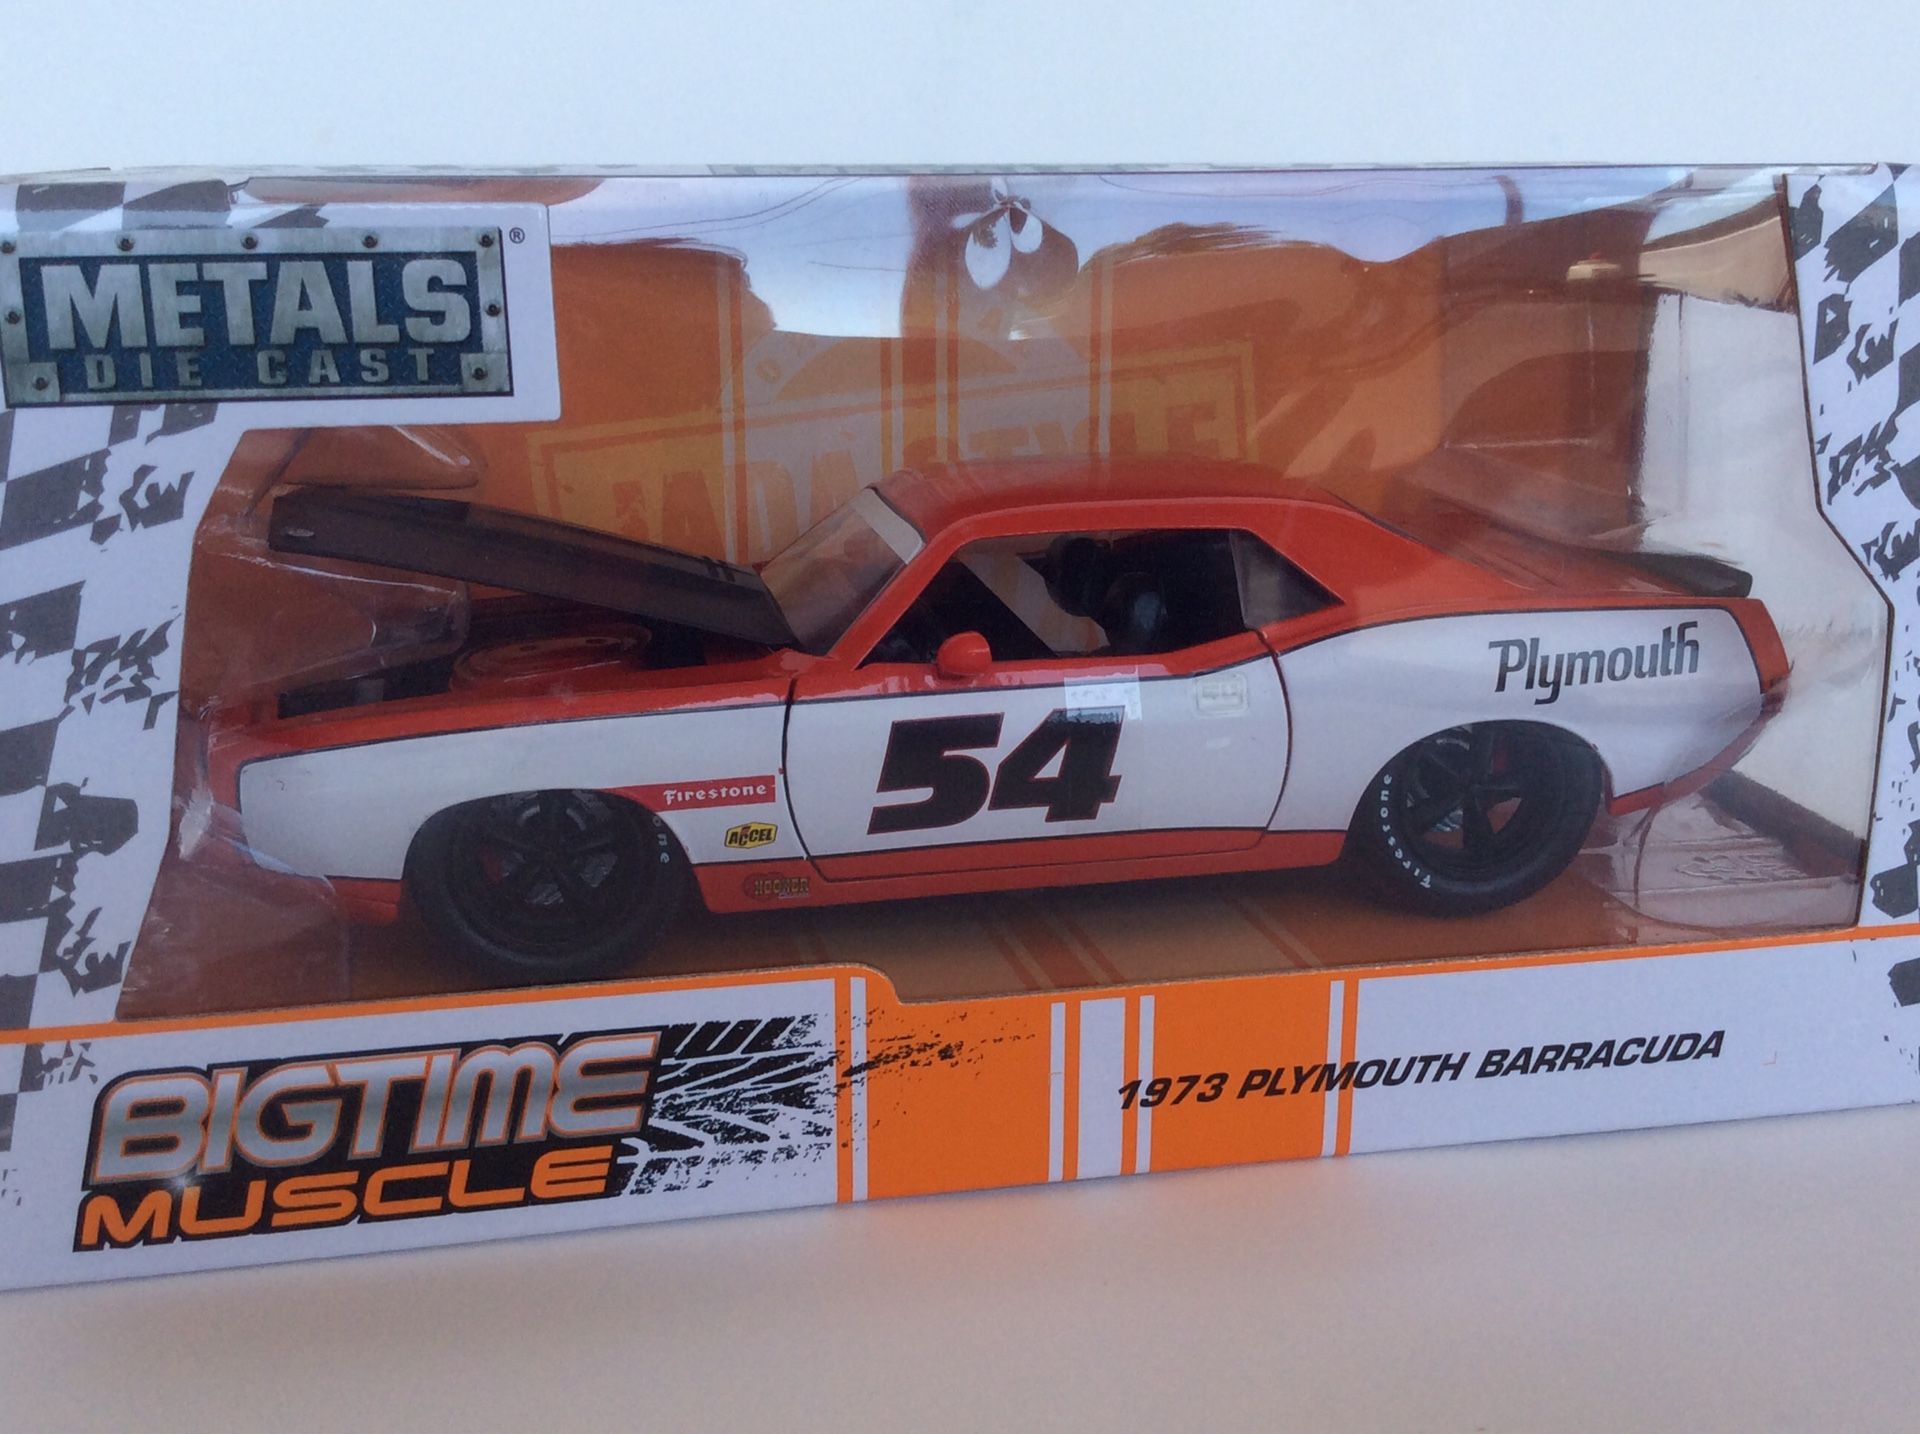 METALS®
DIE CAST
Plymouth
54
Firestone
ACCEL
HOOKER
Firestone
BIGTIME
MUSCLE
1973 PLYMOUTH BARRACUDA